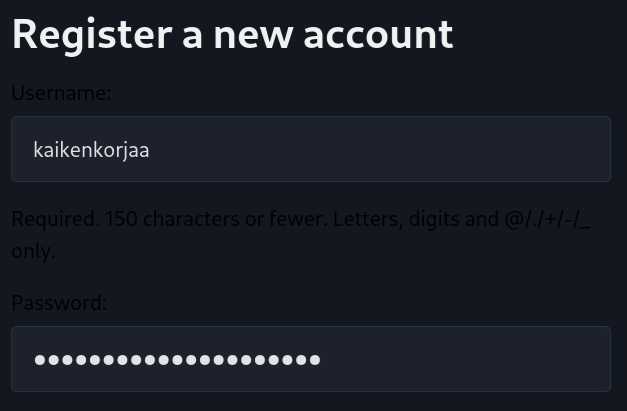 Register a new account
Username:
kaikenkorjaa
Required. 150 characters or fewer. Letters, digits and @/./+/-/_
only.
Password:
●●●●●●●●●●●●●●●●●●●●●